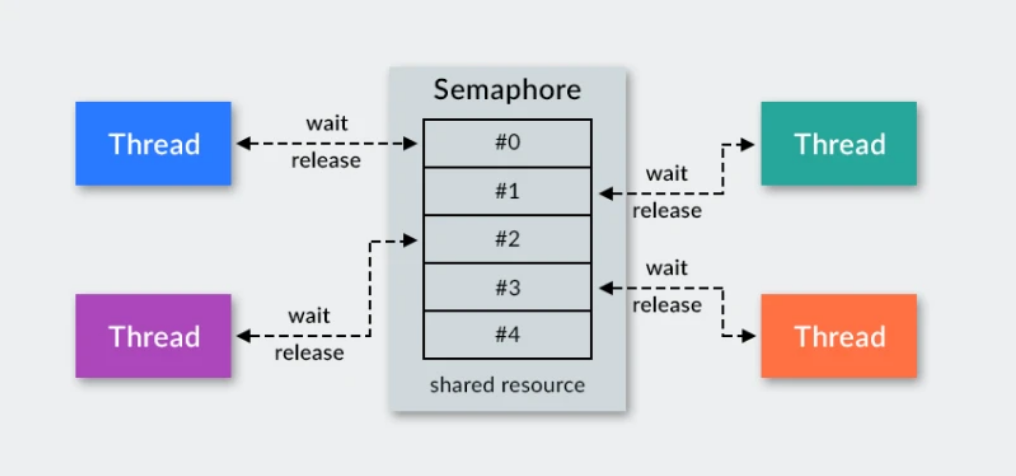 Semaphore
Thread
wait
release
#0
#1
#2
#3
#4
shared resource
Thread
wait
release
Thread
wait
release
Thread
wait
release